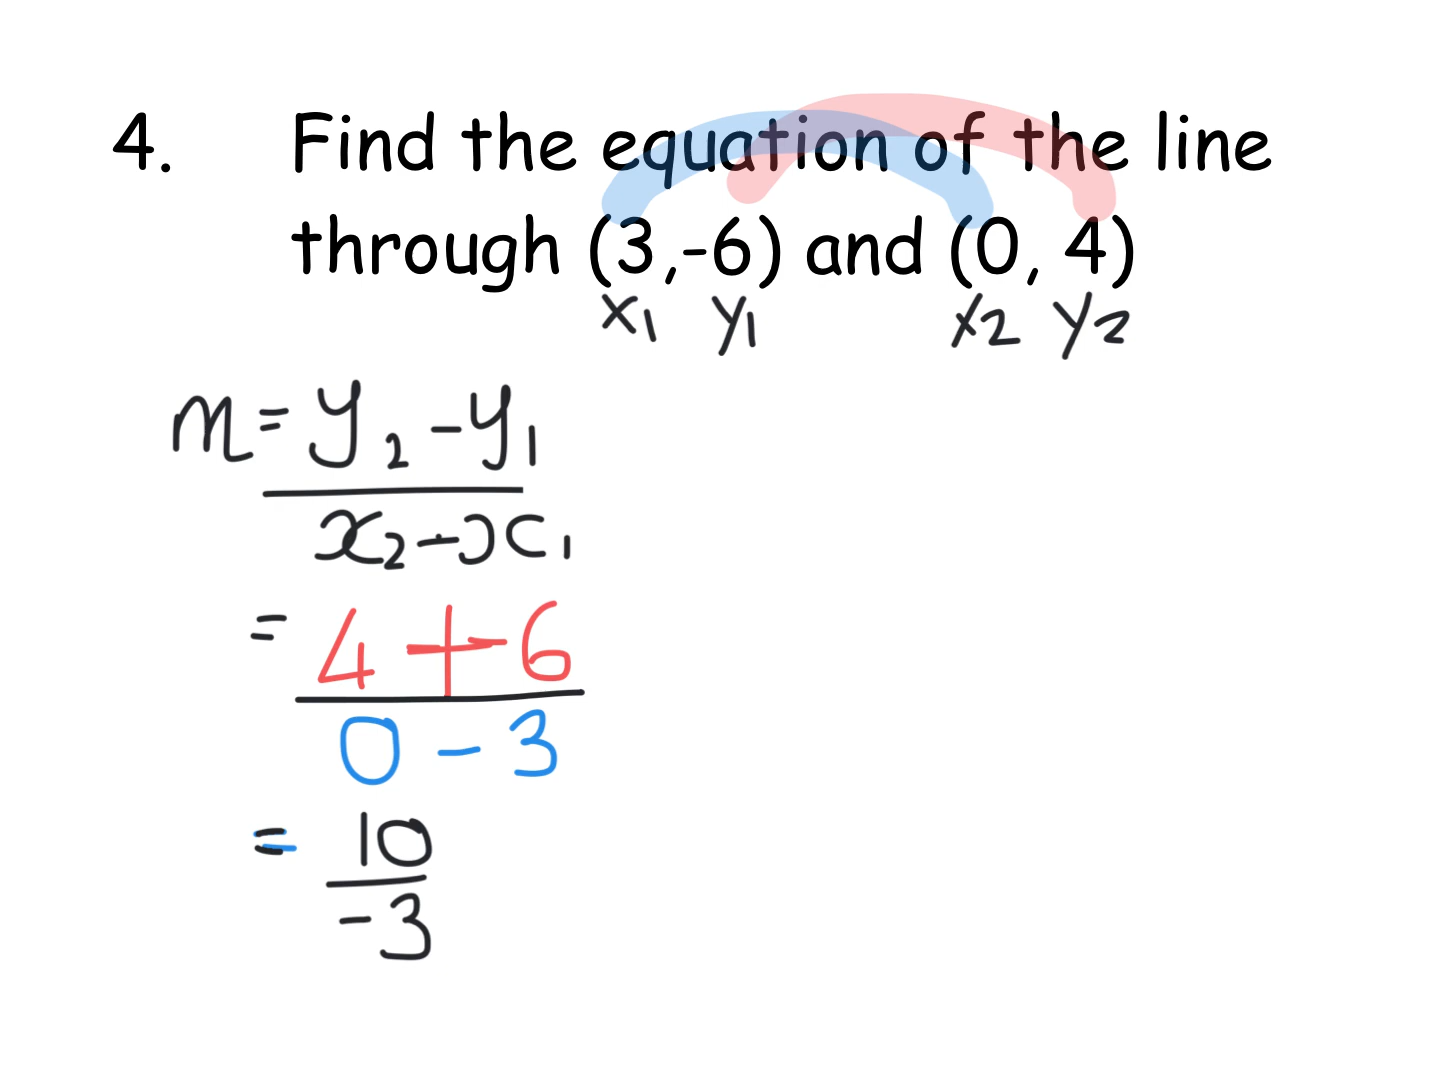 4. Find the equation of the line
through (3,-6) and (0, 4)
x1 y1 x2 y2
m = y2 - y1
x2 - x1
= 4 + 6
0 - 3
= 10
-3